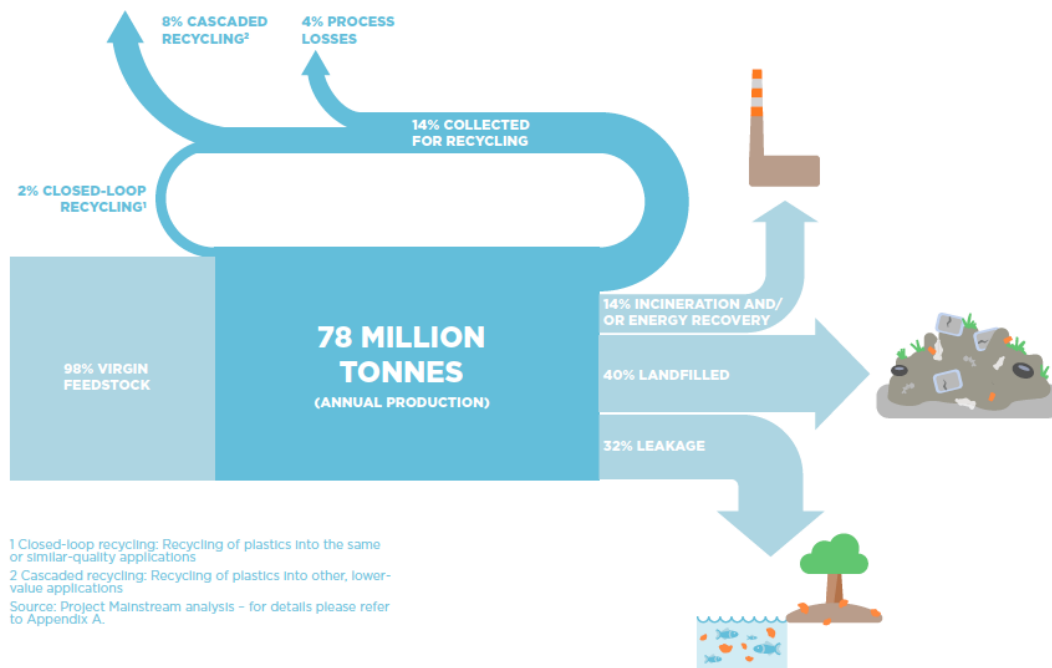 8% CASCADED
RECYCLING²
4% PROCESS
LOSSES
14% COLLECTED
FOR RECYCLING
2% CLOSED-LOOP
RECYCLING¹
98% VIRGIN
FEEDSTOCK
78 MILLION
TONNES
(ANNUAL PRODUCTION)
14% INCINERATION AND/
OR ENERGY RECOVERY
40% LANDFILLED
32% LEAKAGE
1 Closed-loop recycling: Recycling of plastics into the same
or similar-quality applications
2 Cascaded recycling: Recycling of plastics into other, lower-
value applications
Source: Project Mainstream analysis – for details please refer
to Appendix A.